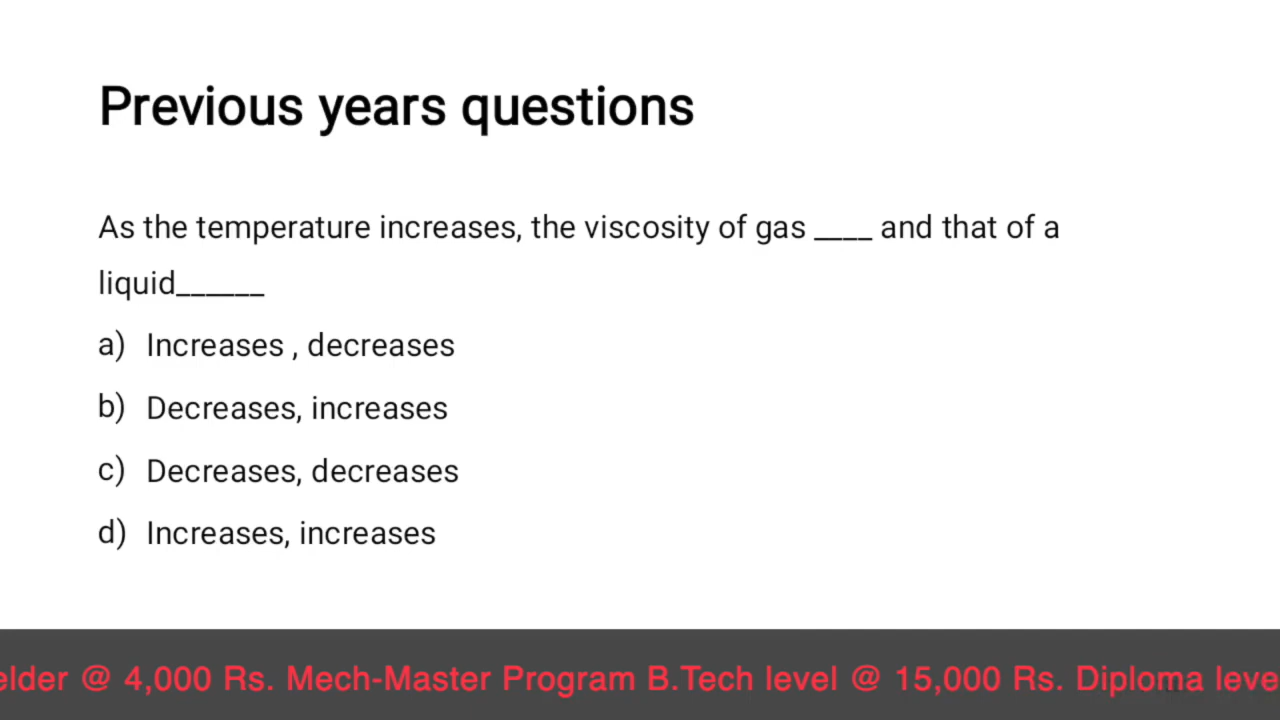 Previous years questions
As the temperature increases, the viscosity of gas ____ and that of a
liquid______
a) Increases , decreases
b) Decreases, increases
c) Decreases, decreases
d) Increases, increases
elder @ 4,000 Rs. Mech-Master Program B.Tech level @ 15,000 Rs. Diploma leve